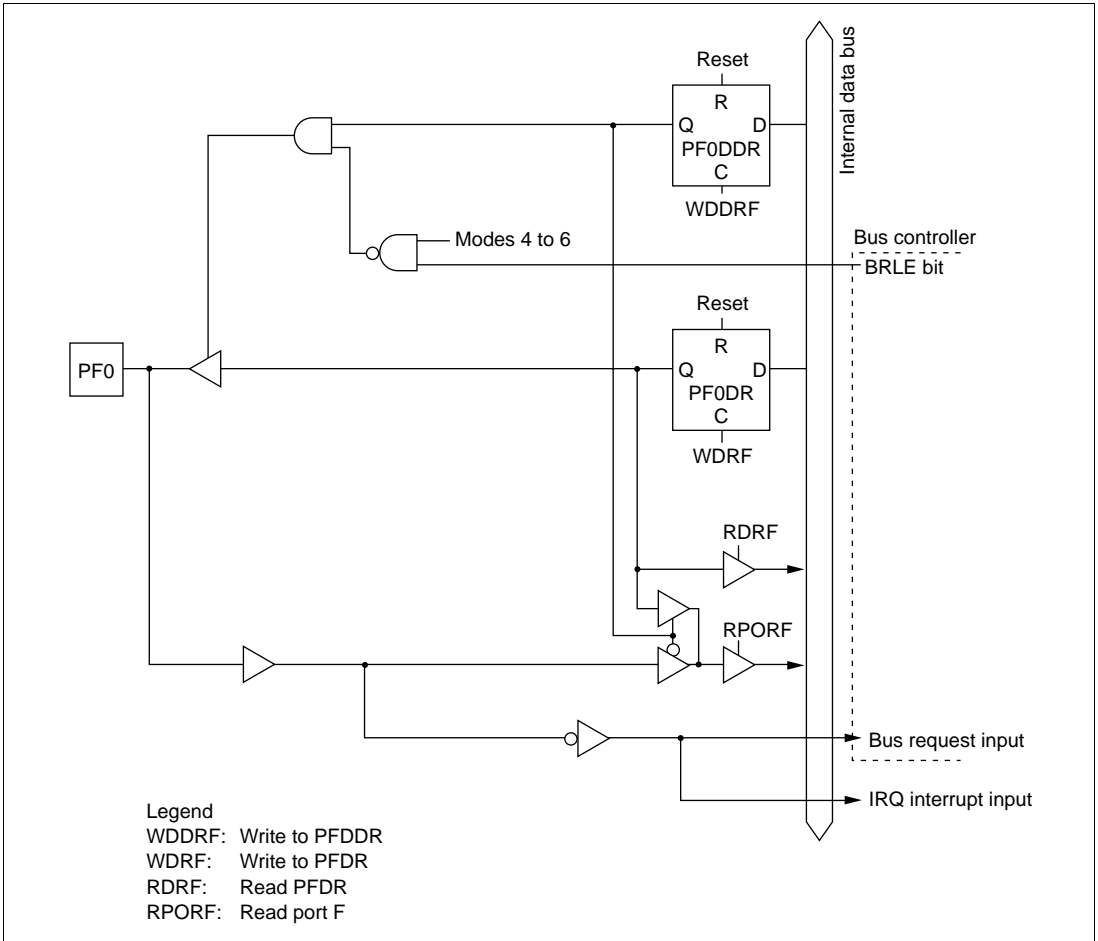 Reset
R
Q D
PF0DDR
C
WDDRF
Internal data bus
Modes 4 to 6
Bus controller
BRLE bit
Reset
R
PF0
Q D
PF0DR
C
WDRF
RDRF
RPORF
Bus request input
IRQ interrupt input
Legend
WDDRF: Write to PFDDR
WDRF: Write to PFDR
RDRF: Read PFDR
RPORF: Read port F